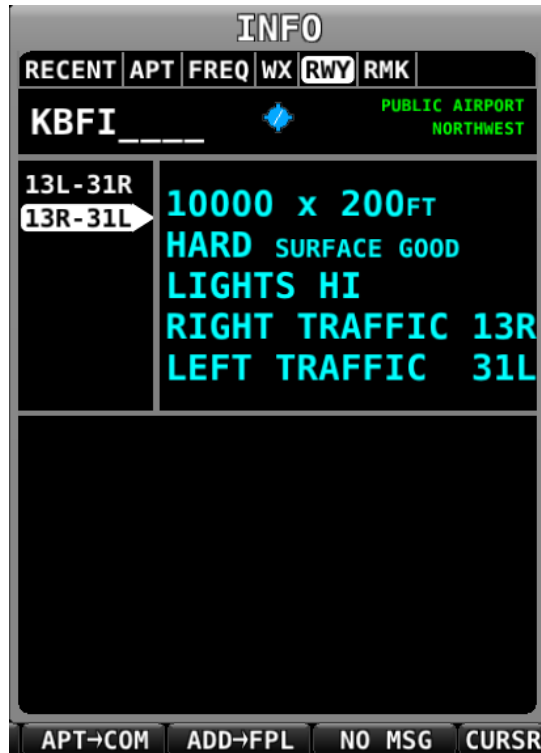 INFO
RECENT APT FREQ WX RWY RMK
KBFI____
PUBLIC AIRPORT
NORTHWEST
13L-31R
13R-31L
10000 x 200FT
HARD SURFACE GOOD
LIGHTS HI
RIGHT TRAFFIC 13R
LEFT TRAFFIC 31L
APT→COM ADD→FPL NO MSG CURSR